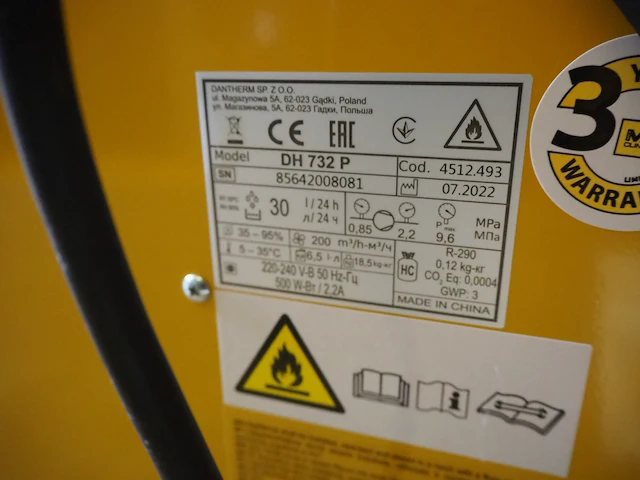 DANTHERM SP. Z O.O.
ul. Magazynowa 5A, 62-023 Gądki, Poland
ул. Магазинова, 5A, 62-023 Гадки, Польша
CE EAC
Model DH 732 P Cod. 4512.493
SN 85642008081 07.2022
30 l / 24 h
л/ 24 ч
0,85 2,2 P max 9,6 MPa
МПа
35 – 95% 200 m³/h-м³/ч
5 – 35°C 6,5 l-л 18,5 kg-кг
220-240 V-В 50 Hz-Гц
500 W-Вт / 2.2A
R-290
HC 0,12 kg-кг
CO₂ Eq: 0,0004
GWP: 3
MADE IN CHINA
3
WARRA